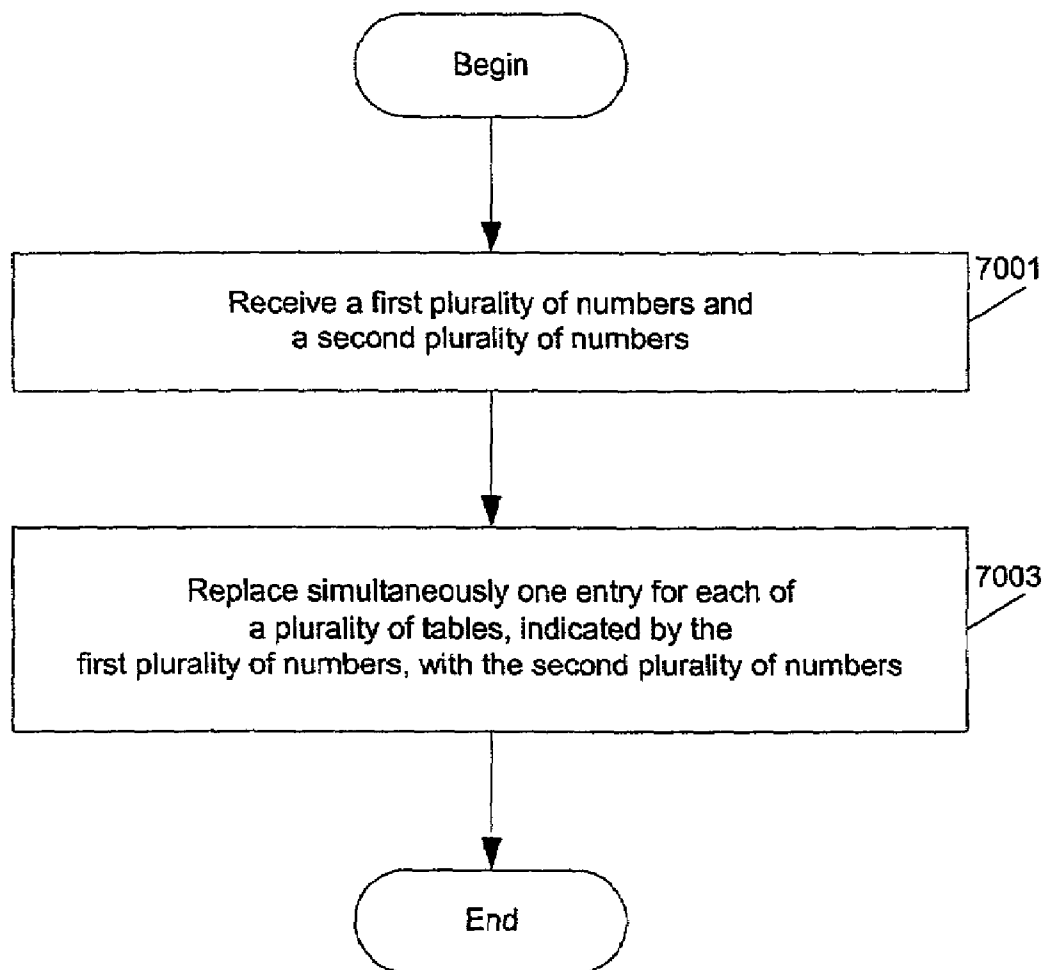 Begin
7001
Receive a first plurality of numbers and
a second plurality of numbers
7003
Replace simultaneously one entry for each of
a plurality of tables, indicated by the
first plurality of numbers, with the second plurality of numbers
End